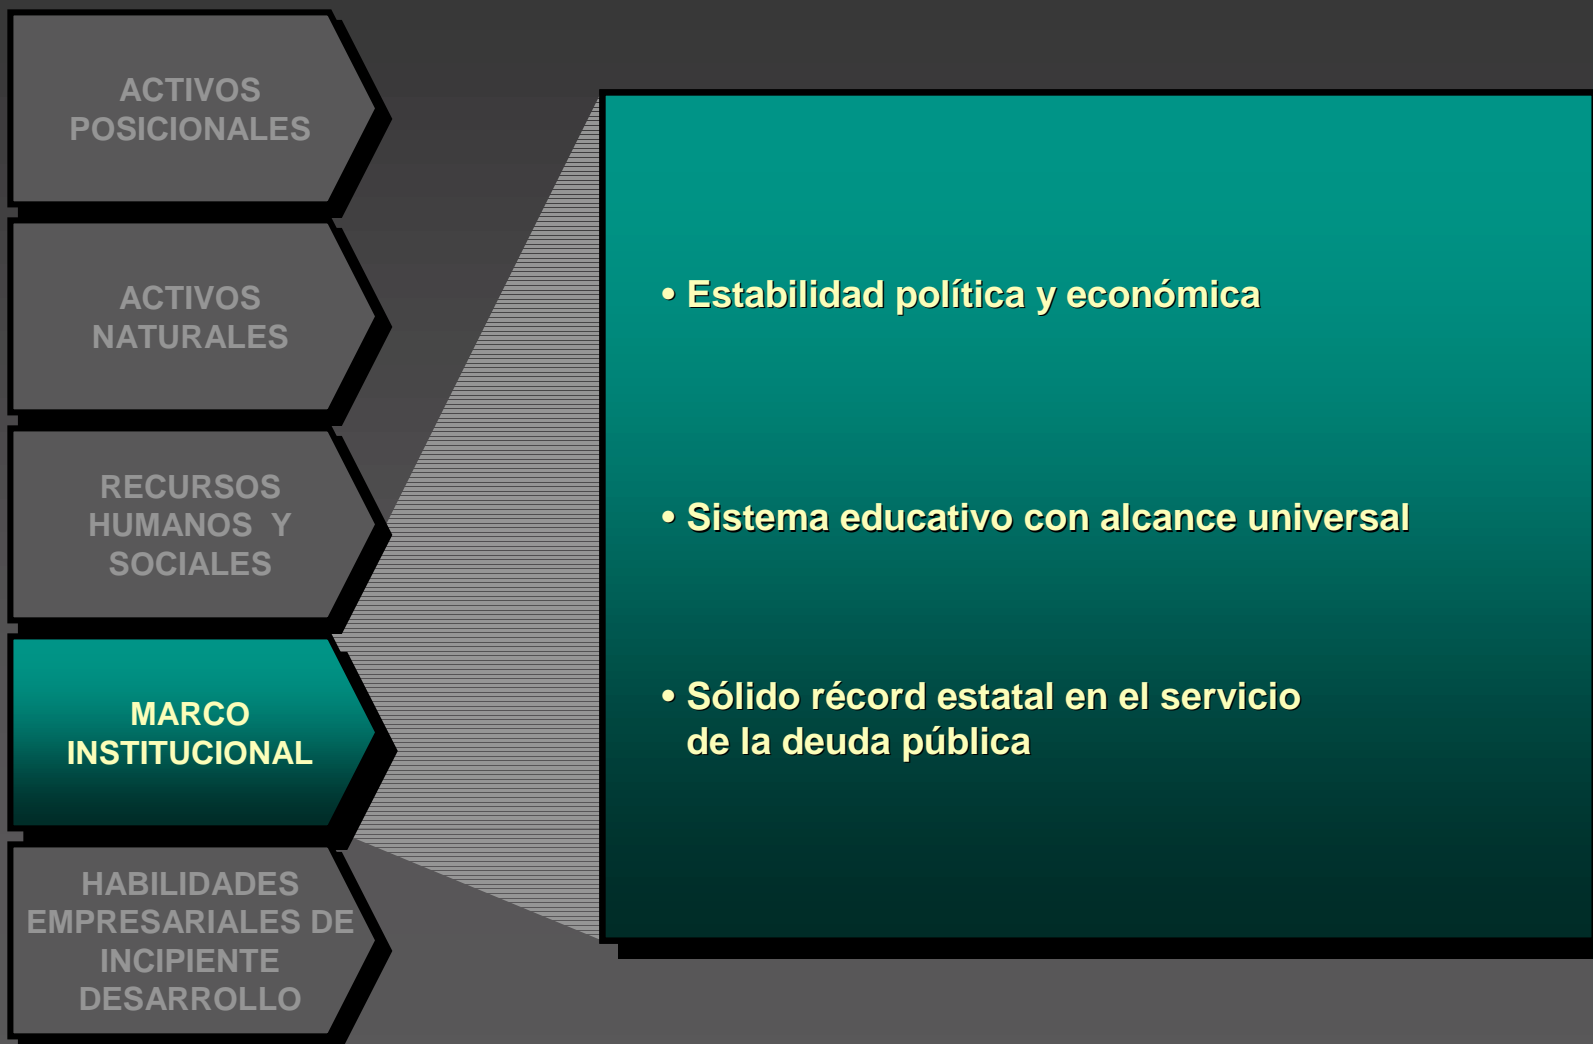 ACTIVOS
POSICIONALES
ACTIVOS
NATURALES
RECURSOS
HUMANOS Y
SOCIALES
MARCO
INSTITUCIONAL
HABILIDADES
EMPRESARIALES DE
INCIPIENTE
DESARROLLO
• Estabilidad política y económica
• Sistema educativo con alcance universal
• Sólido récord estatal en el servicio
de la deuda pública